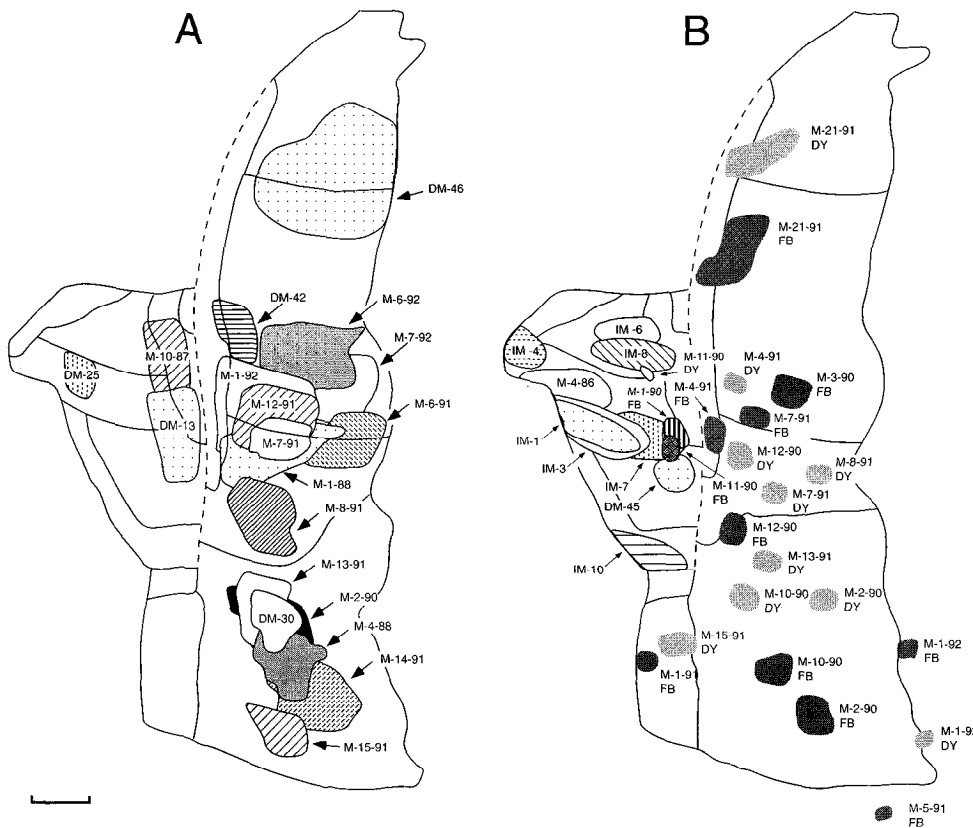 A
DM-46
DM-42
M-6-92
M-7-92
M-10-87
M-1-92
DM-25
M-12-91
M-6-91
DM-13
M-7-91
M-1-88
M-8-91
M-13-91
M-2-90
DM-30
M-4-88
M-14-91
M-15-91
B
M-21-91
DY
M-21-91
FB
IM-6
IM-4
IM-8
M-11-90
DY
M-4-91
DY
M-4-86
M-1-90
FB
M-4-91
FB
M-3-90
FB
M-7-91
FB
IM-1
IM-3
IM-7
DM-45
M-11-90
FB
M-12-90
DY
M-8-91
DY
M-7-91
DY
M-12-90
FB
IM-10
M-13-91
DY
M-10-90
DY
M-2-90
DY
M-15-91
DY
M-1-91
FB
M-10-90
FB
M-1-92
FB
M-2-90
FB
M-1-92
M-5-91
FB